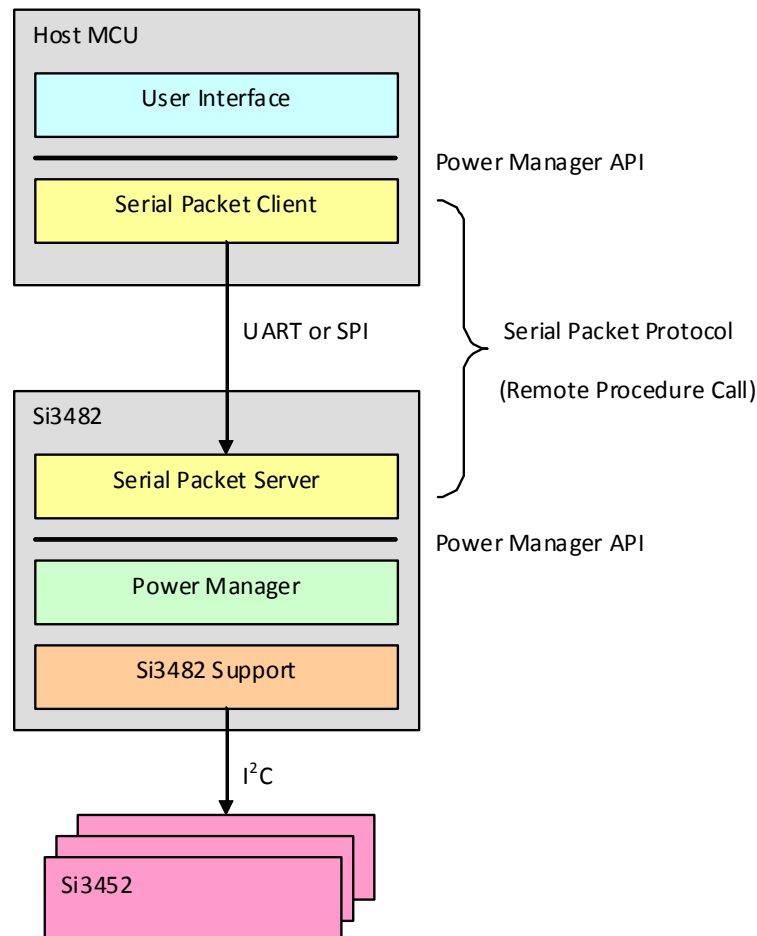 Host MCU
User Interface
Power Manager API
Serial Packet Client
UART or SPI
Serial Packet Protocol
(Remote Procedure Call)
Si3482
Serial Packet Server
Power Manager API
Power Manager
Si3482 Support
I²C
Si3452